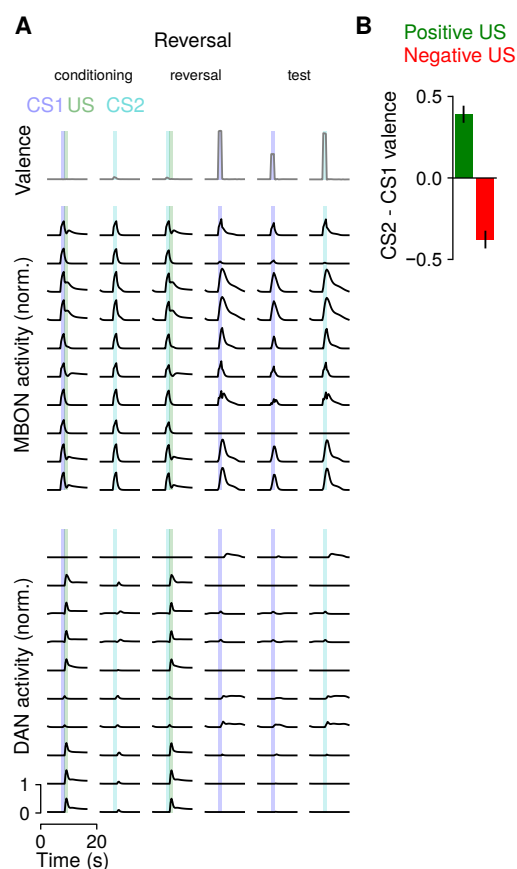 A
Reversal
conditioning
reversal
test
CS1 US CS2
Valence
MBON activity (norm.)
DAN activity (norm.)
1
0
0
20
Time (s)
B
Positive US
Negative US
CS2 - CS1 valence
0.5
0.0
−0.5